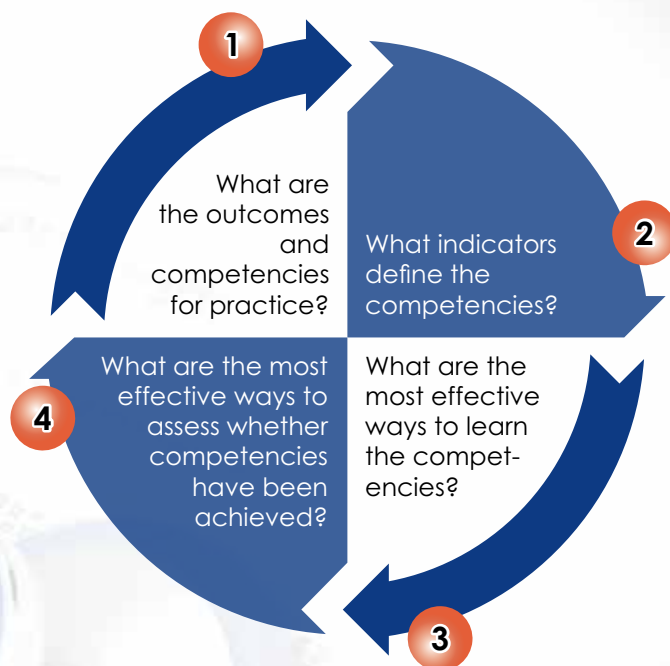 1
What are
the outcomes
and
competencies
for practice?
2
What indicators
define the
competencies?
3
What are the
most effective
ways to learn
the compet-
encies?
4
What are the most
effective ways to
assess whether
competencies
have been
achieved?